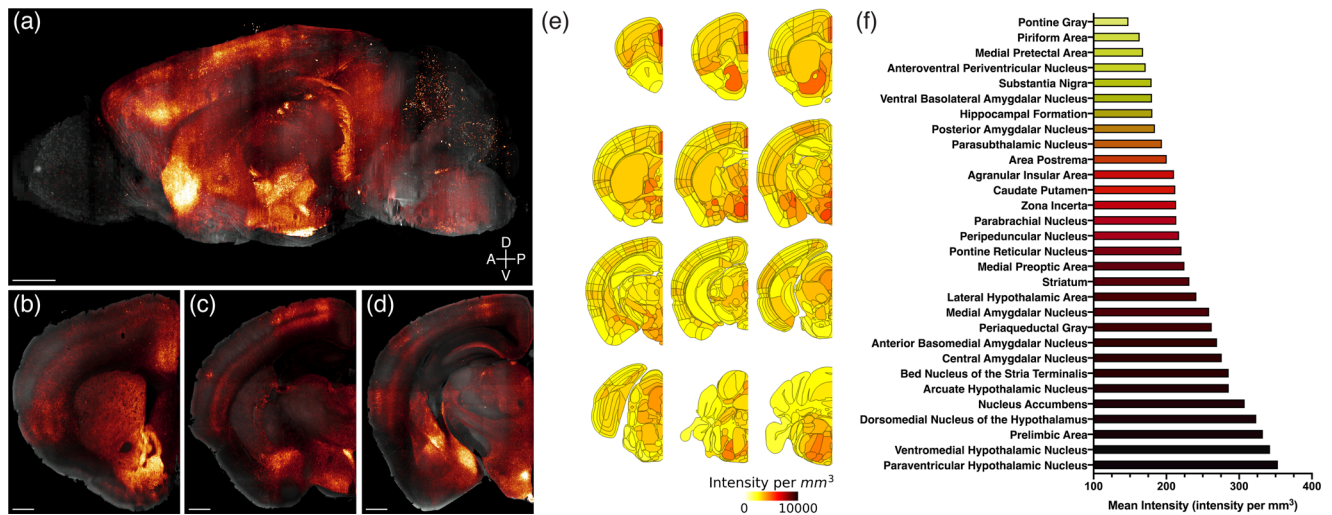 (a)
D
A P
V
(b)
(c)
(d)
(e)
Intensity per mm³
0 10000
(f)
Pontine Gray
Piriform Area
Medial Pretectal Area
Anteroventral Periventricular Nucleus
Substantia Nigra
Ventral Basolateral Amygdalar Nucleus
Hippocampal Formation
Posterior Amygdalar Nucleus
Parasubthalamic Nucleus
Area Postrema
Agranular Insular Area
Caudate Putamen
Zona Incerta
Parabrachial Nucleus
Peripeduncular Nucleus
Pontine Reticular Nucleus
Medial Preoptic Area
Striatum
Lateral Hypothalamic Area
Medial Amygdalar Nucleus
Periaqueductal Gray
Anterior Basomedial Amygdalar Nucleus
Central Amygdalar Nucleus
Bed Nucleus of the Stria Terminalis
Arcuate Hypothalamic Nucleus
Nucleus Accumbens
Dorsomedial Nucleus of the Hypothalamus
Prelimbic Area
Ventromedial Hypothalamic Nucleus
Paraventricular Hypothalamic Nucleus
100 200 300 400
Mean Intensity (intensity per mm³)